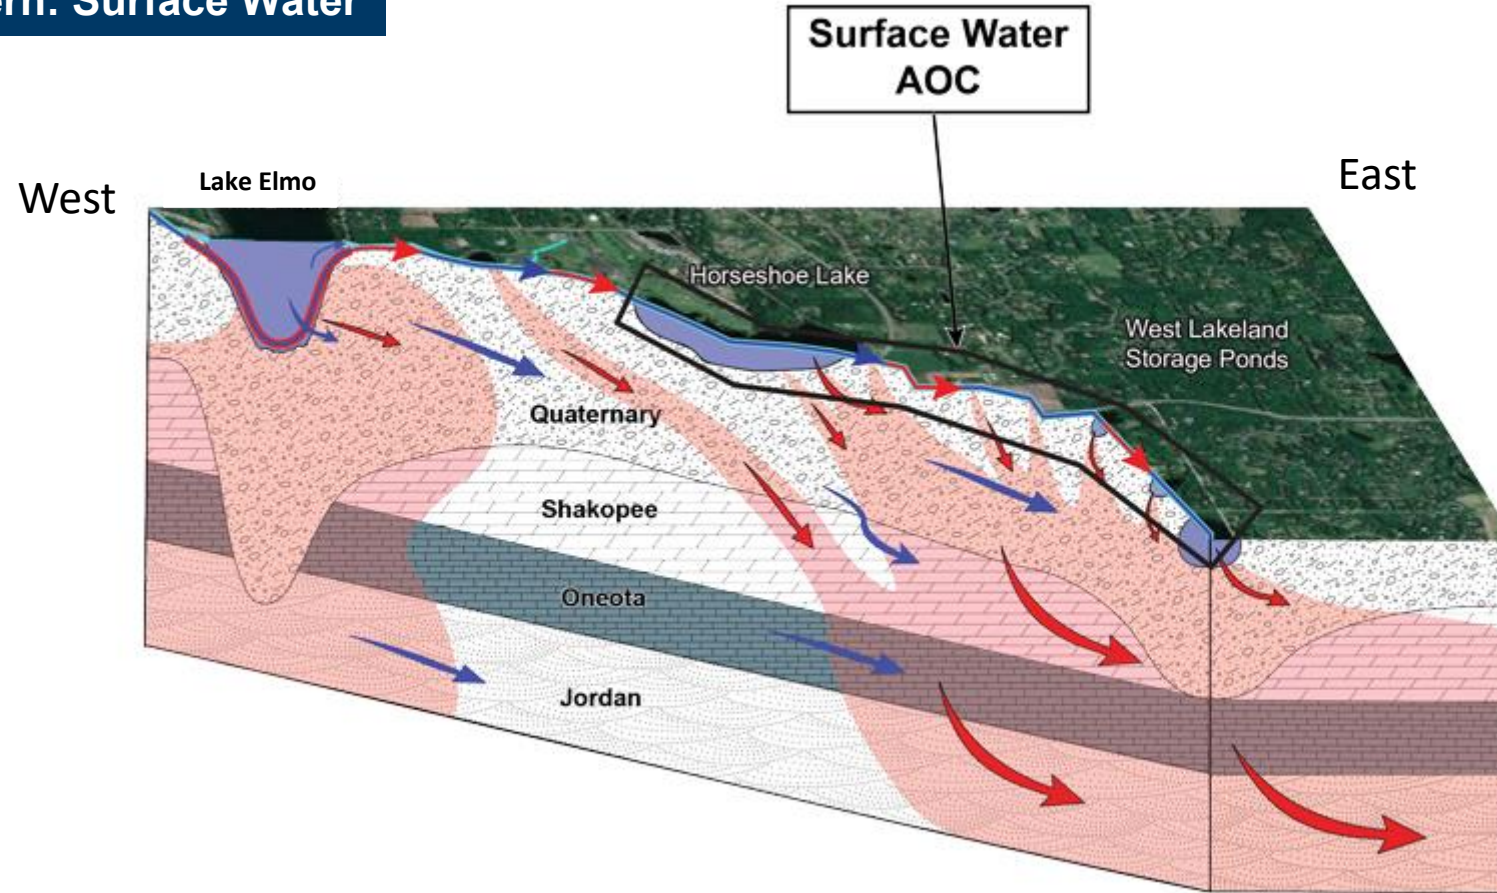 Surface Water
Surface Water
AOC
West
Lake Elmo
East
Horseshoe Lake
West Lakeland
Storage Ponds
Quaternary
Shakopee
Oneota
Jordan